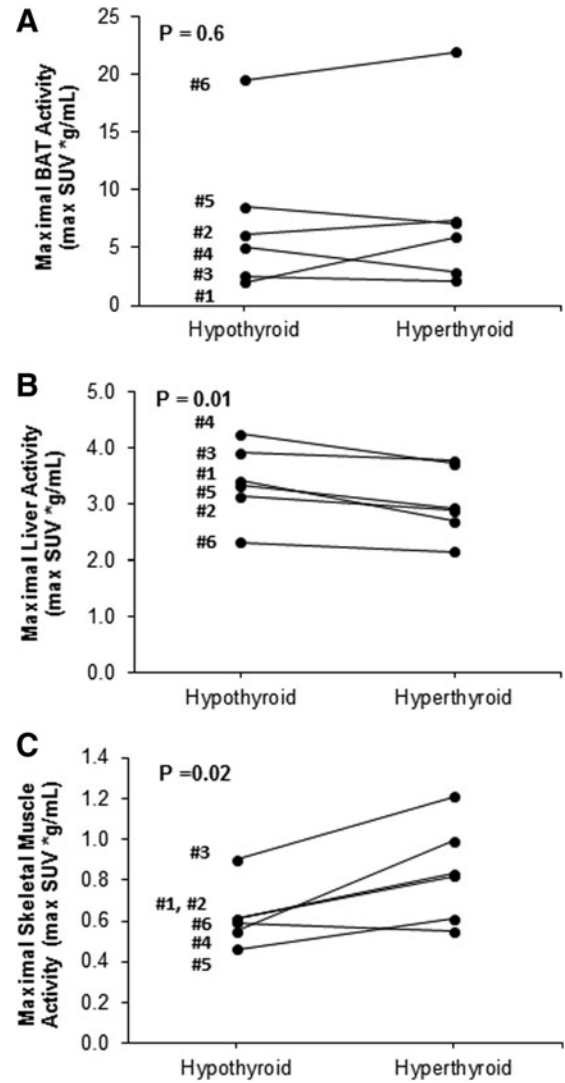 A
P = 0.6
Maximal BAT Activity
(max SUV *g/mL)
25
20
15
10
5
0
#6
#5
#2
#4
#3
#1
Hypothyroid
Hyperthyroid
B
P = 0.01
Maximal Liver Activity
(max SUV *g/mL)
5.0
4.0
3.0
2.0
1.0
0.0
#4
#3
#1
#5
#2
#6
Hypothyroid
Hyperthyroid
C
P =0.02
Maximal Skeletal Muscle
Activity (max SUV *g/mL)
1.4
1.2
1.0
0.8
0.6
0.4
0.2
0.0
#3
#1, #2
#6
#4
#5
Hypothyroid
Hyperthyroid